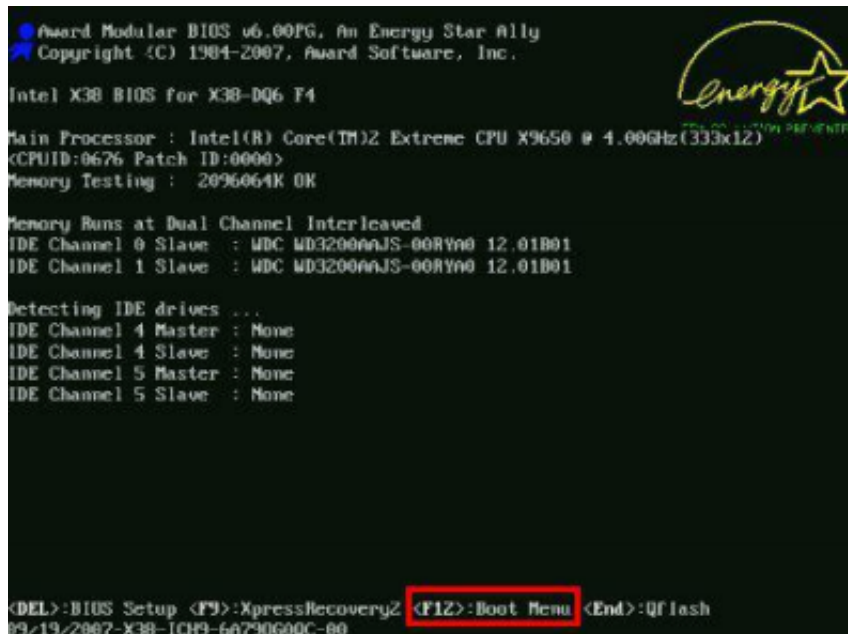 Award Modular BIOS v6.00PG, An Energy Star Ally
Copyright (C) 1984-2007, Award Software, Inc.
energy
Intel X38 BIOS for X38-DQ6 F4
Main Processor : Intel(R) Core(TM)2 Extreme CPU X9650 @ 4.00GHz(333x12)
<CPUID:0676 Patch ID:0000>
Memory Testing : 2096064K OK
Memory Runs at Dual Channel Interleaved
IDE Channel 0 Slave : WDC WD3200AAJS-00RYA0 12.01B01
IDE Channel 1 Slave : WDC WD3200AAJS-00RYA0 12.01B01
Detecting IDE drives ...
IDE Channel 4 Master : None
IDE Channel 4 Slave : None
IDE Channel 5 Master : None
IDE Channel 5 Slave : None
<DEL>:BIOS Setup <F9>:XpressRecovery2 <F12>:Boot Menu <End>:Qflash
09/19/2007-X38-ICH9-6A790G0QC-00